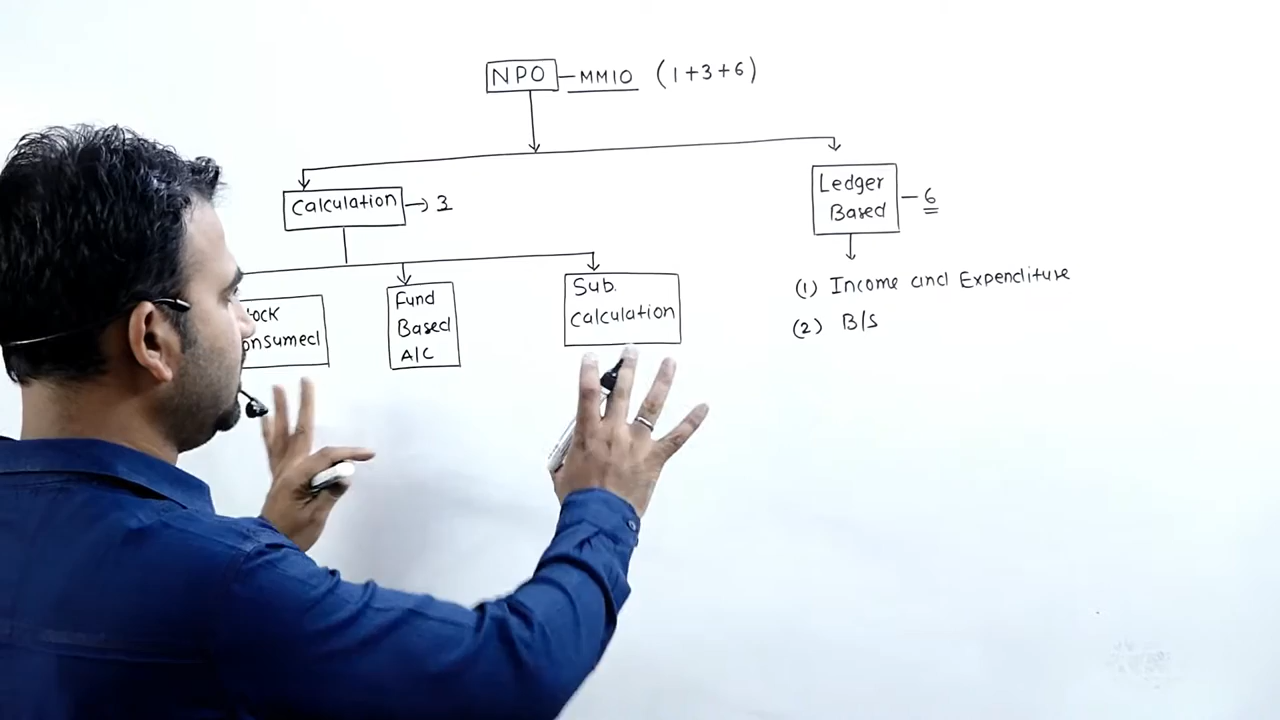 NPO – MM10 (1+3+6)
Calculation → 3
Ledger
Based – 6
Fund
Based
A/C
Sub.
Calculation
(1) Income and Expenditure
(2) B/S